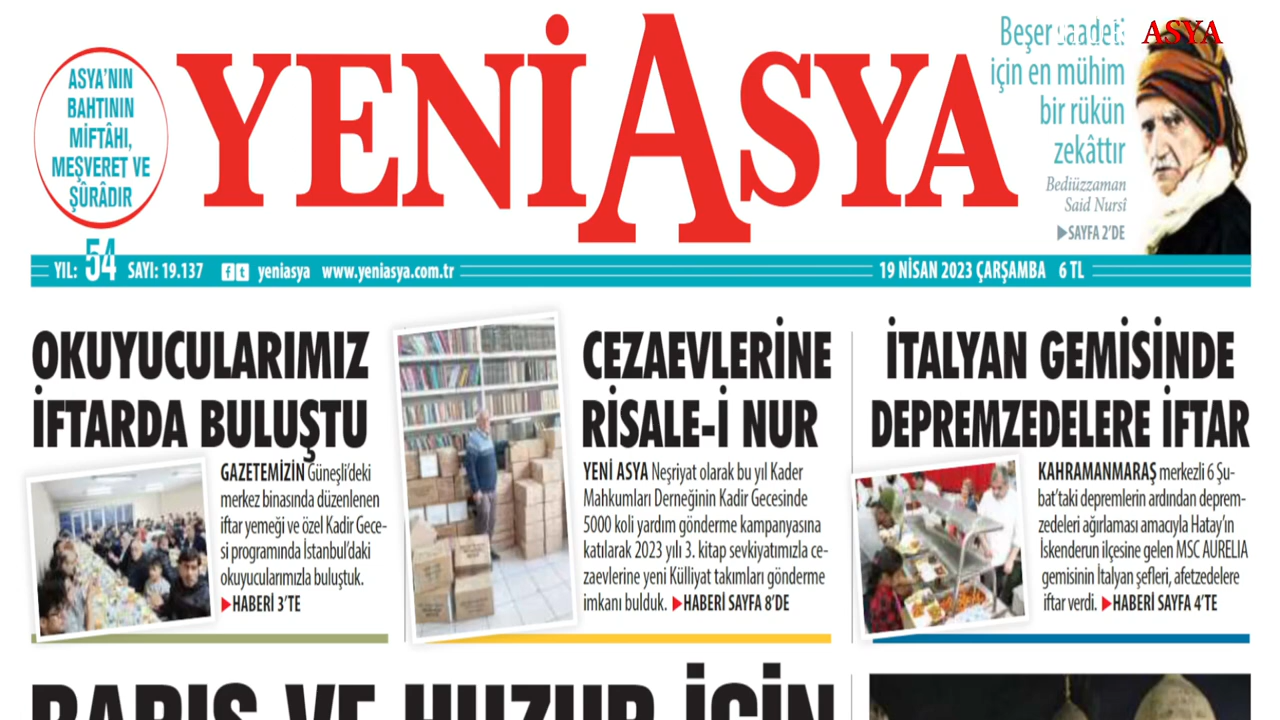 ASYA'NIN
BAHTININ
MİFTÂHI,
MEŞVERET VE
ŞÛRÂDIR
YENİASYA
ASYA
Beşer saadeti
için en mühim
bir rükün
zekâttır
Bediüzzaman
Said Nursî
SAYFA 2'DE
YIL: 54 SAYI: 19.137 yeniasya www.yeniasya.com.tr 19 NİSAN 2023 ÇARŞAMBA 6 TL
OKUYUCULARIMIZ
İFTARDA BULUŞTU
GAZETEMİZİN Güneşli'deki
merkez binasında düzenlenen
iftar yemeği ve özel Kadir Gece-
si programında İstanbul'daki
okuyucularımızla buluştuk.
HABERİ 3'TE
CEZAEVLERİNE
RİSALE-İ NUR
YENİ ASYA Neşriyat olarak bu yıl Kader
Mahkumları Derneğinin Kadir Gecesinde
5000 koli yardım gönderme kampanyasına
katılarak 2023 yılı 3. kitap sevkiyatımızla ce-
zaevlerine yeni Külliyat takımları gönderme
imkanı bulduk. HABERİ SAYFA 8'DE
İTALYAN GEMİSİNDE
DEPREMZEDELERE İFTAR
KAHRAMANMARAŞ merkezli 6 Şu-
bat'taki depremlerin ardından deprem-
zedeleri ağırlaması amacıyla Hatay'ın
İskenderun ilçesine gelen MSC AURELIA
gemisinin İtalyan şefleri, afetzedelere
iftar verdi. HABERİ SAYFA 4'TE
BARIŞ VE HUZUR İÇİN